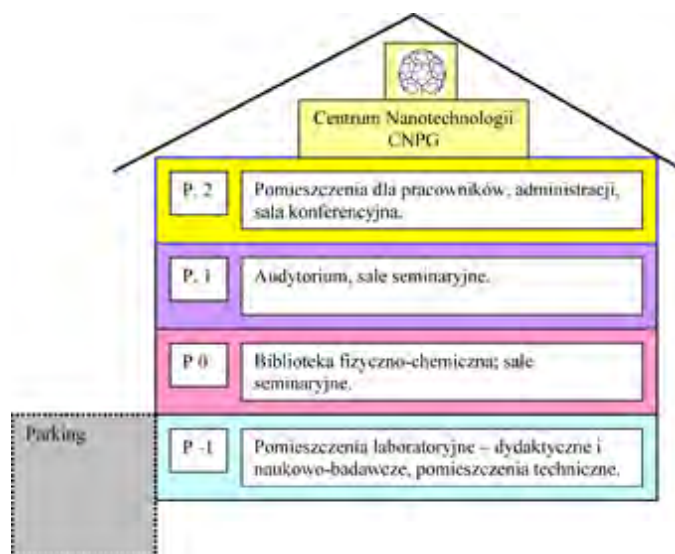 Centrum Nanotechnologii
CNPG
P. 2
Pomieszczenia dla pracowników, administracji,
sala konferencyjna.
P. 1
Audytorium, sale seminaryjne.
P 0
Biblioteka fizyczno-chemiczna; sale
seminaryjne.
Parking
P -1
Pomieszczenia laboratoryjne – dydaktyczne i
naukowo-badawcze, pomieszczenia techniczne.